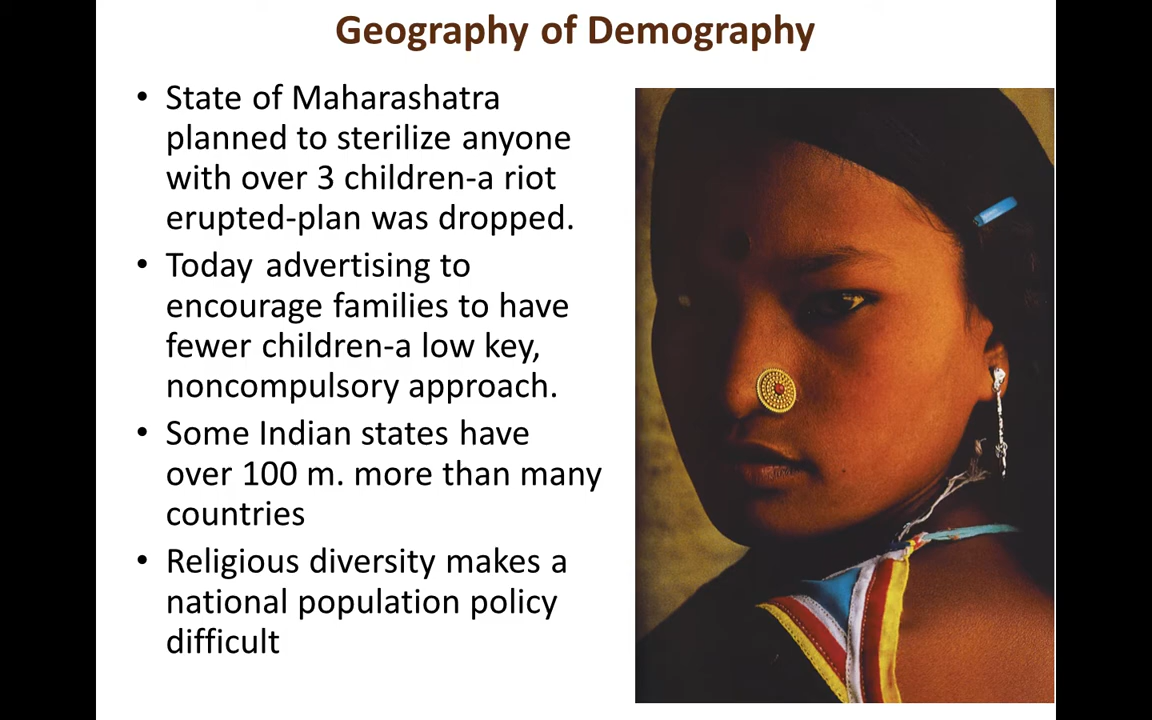 Geography of Demography
• State of Maharashatra
planned to sterilize anyone
with over 3 children-a riot
erupted-plan was dropped.
• Today advertising to
encourage families to have
fewer children-a low key,
noncompulsory approach.
• Some Indian states have
over 100 m. more than many
countries
• Religious diversity makes a
national population policy
difficult